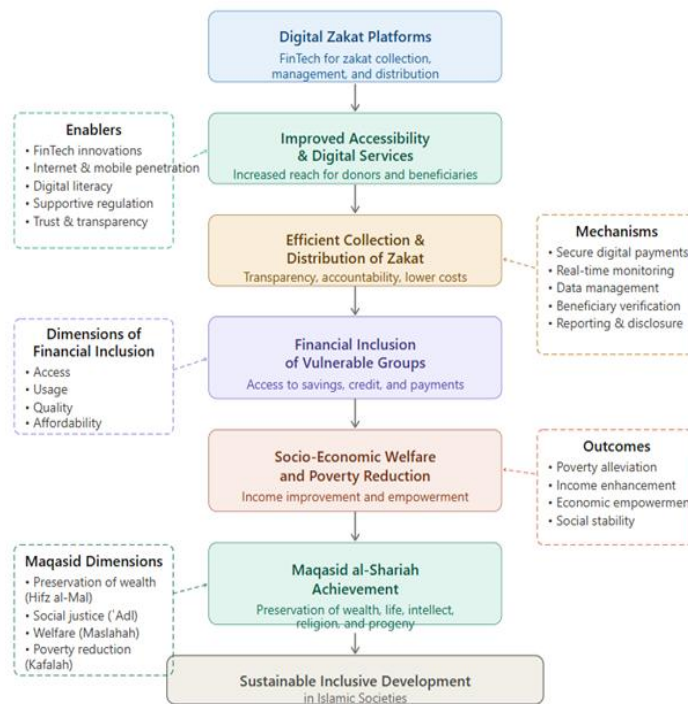 Digital Zakat Platforms
FinTech for zakat collection,
management, and distribution
Enablers
• FinTech innovations
• Internet & mobile penetration
• Digital literacy
• Supportive regulation
• Trust & transparency
Improved Accessibility
& Digital Services
Increased reach for donors and beneficiaries
Efficient Collection &
Distribution of Zakat
Transparency, accountability, lower costs
Mechanisms
• Secure digital payments
• Real-time monitoring
• Data management
• Beneficiary verification
• Reporting & disclosure
Dimensions of
Financial Inclusion
• Access
• Usage
• Quality
• Affordability
Financial Inclusion
of Vulnerable Groups
Access to savings, credit, and payments
Socio-Economic Welfare
and Poverty Reduction
Income improvement and empowerment
Outcomes
• Poverty alleviation
• Income enhancement
• Economic empowerment
• Social stability
Maqasid Dimensions
• Preservation of wealth
(Hifz al-Mal)
• Social justice ('Adl)
• Welfare (Maslahah)
• Poverty reduction
(Kafalah)
Maqasid al-Shariah
Achievement
Preservation of wealth, life, intellect,
religion, and progeny
Sustainable Inclusive Development
in Islamic Societies